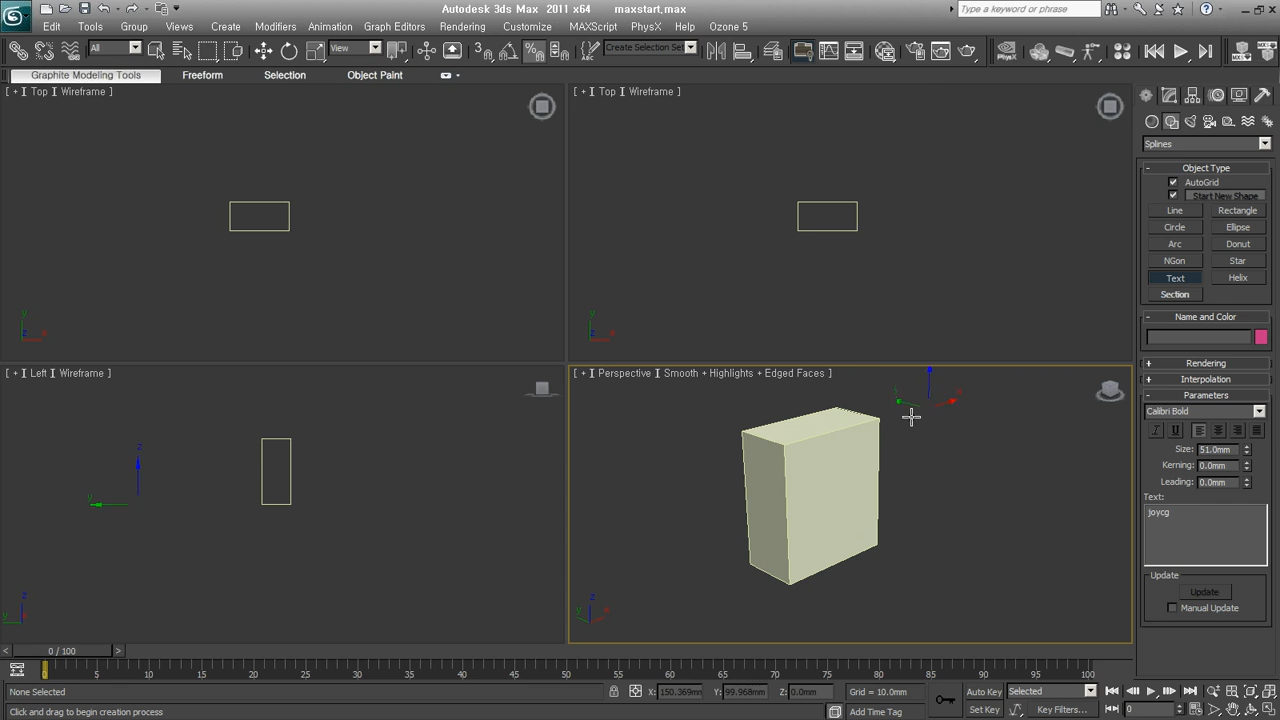 Autodesk 3ds Max 2011 x64 maxstart.max
Type a keyword or phrase
Edit Tools Group Views Create Modifiers Animation Graph Editors Rendering Customize MAXScript PhysX Help Ozone 5
All View Create Selection Set
PhysX MXS
Graphite Modeling Tools Freeform Selection Object Paint
[ + ] Top ] Wireframe ]
[ + ] Top ] Wireframe ]
y
z x
y
z x
[ + ] Left ] Wireframe ]
z
y
z
y x
[ + ] Perspective ] Smooth + Highlights + Edged Faces ]
z
y x
Splines
- Object Type
AutoGrid
Start New Shape
Line Rectangle
Circle Ellipse
Arc Donut
NGon Star
Text Helix
Section
- Name and Color
+ Rendering
+ Interpolation
- Parameters
Calibri Bold
I U
Size: 51.0mm
Kerning: 0.0mm
Leading: 0.0mm
Text:
joycg
Update
Update
Manual Update
< 0 / 100 >
0 5 10 15 20 25 30 35 40 45 50 55 60 65 70 75 80 85 90 95 100
None Selected X: 150.369mm Y: 99.968mm Z: 0.0mm Grid = 10.0mm Auto Key Selected
Click and drag to begin creation process Add Time Tag Set Key Key Filters... 0